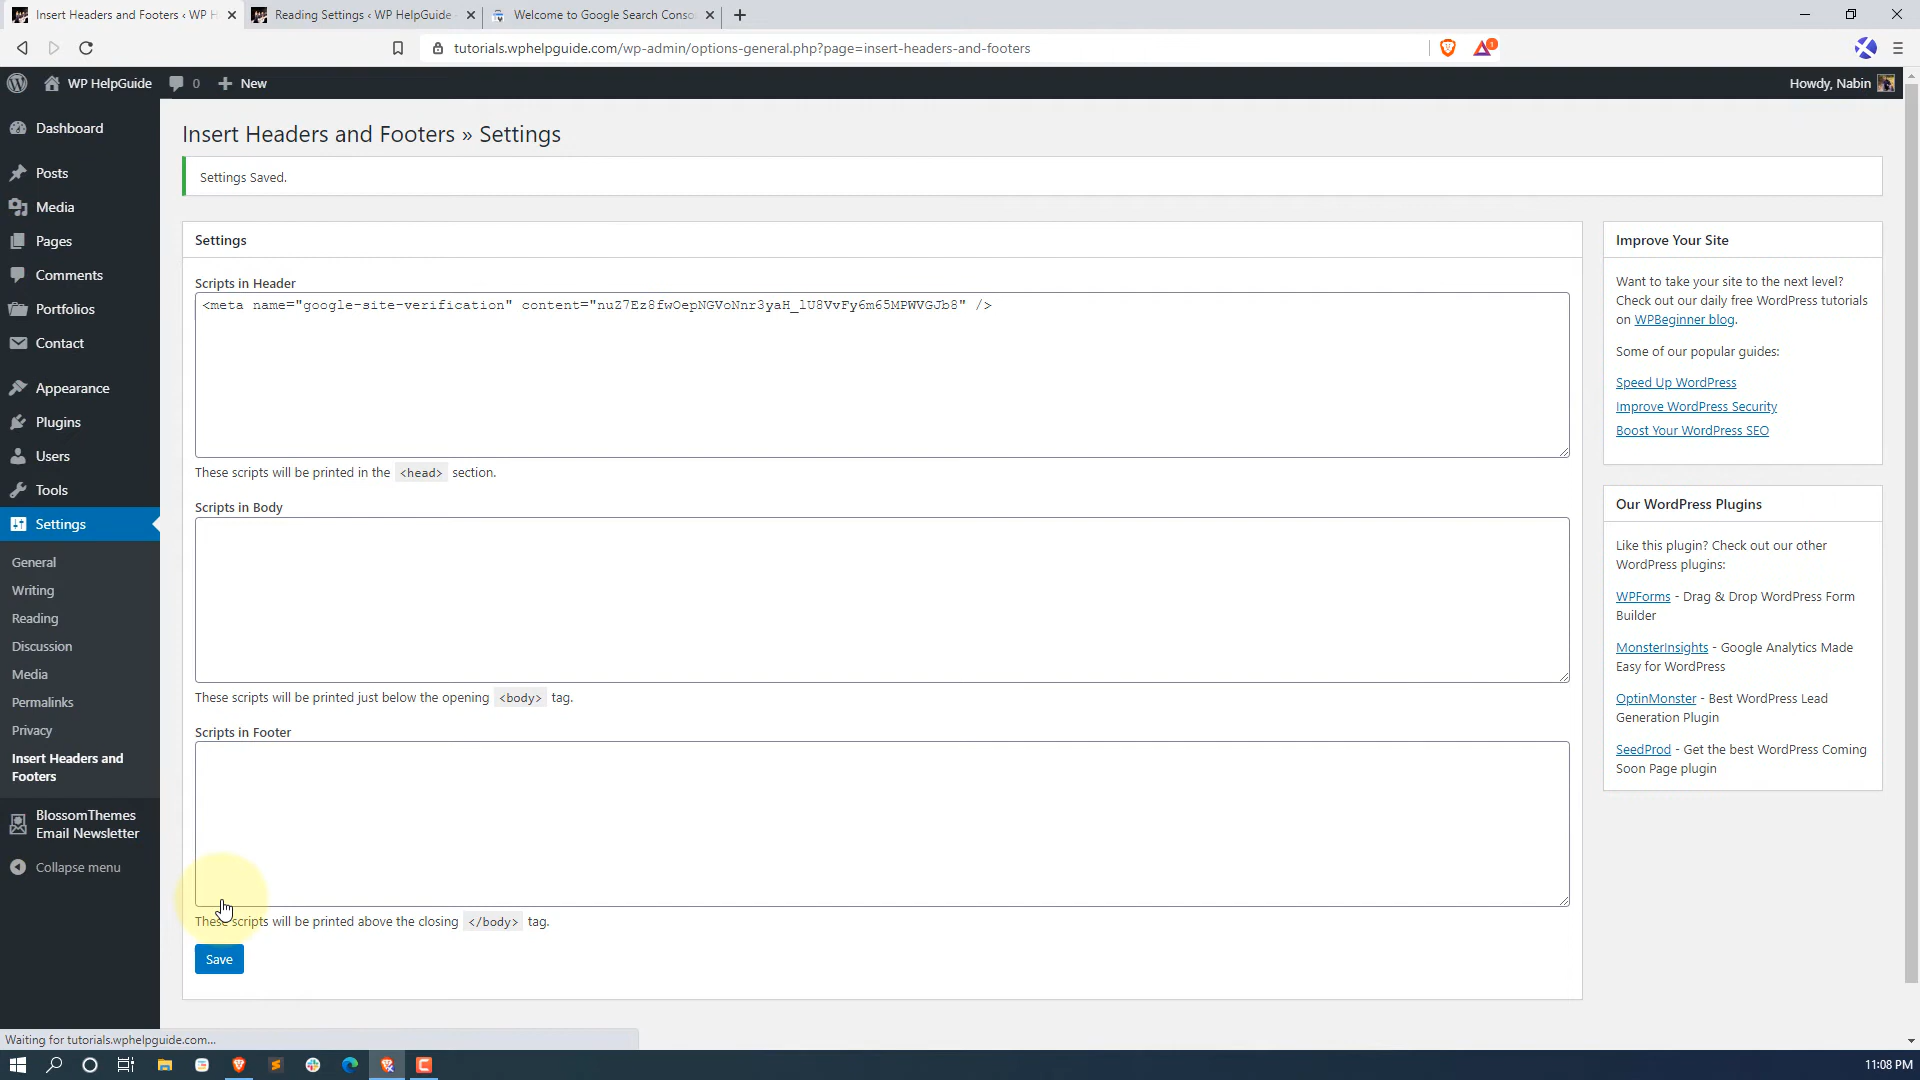 Insert Headers and Footers ‹ WP H
Reading Settings ‹ WP HelpGuide
Welcome to Google Search Conso
tutorials.wphelpguide.com/wp-admin/options-general.php?page=insert-headers-and-footers
1
WP HelpGuide
0
New
Howdy, Nabin
Dashboard
Posts
Media
Pages
Comments
Portfolios
Contact
Appearance
Plugins
Users
Tools
Settings
General
Writing
Reading
Discussion
Media
Permalinks
Privacy
Insert Headers and
Footers
BlossomThemes
Email Newsletter
Collapse menu
Insert Headers and Footers » Settings
Settings Saved.
Settings
Scripts in Header
<meta name="google-site-verification" content="nuZ7Ez8fwOepNGVoNnr3yaH_lU8VvFy6m65MPWVGJb8" />
These scripts will be printed in the <head> section.
Scripts in Body
These scripts will be printed just below the opening <body> tag.
Scripts in Footer
These scripts will be printed above the closing </body> tag.
Save
Improve Your Site
Want to take your site to the next level?
Check out our daily free WordPress tutorials
on WPBeginner blog.
Some of our popular guides:
Speed Up WordPress
Improve WordPress Security
Boost Your WordPress SEO
Our WordPress Plugins
Like this plugin? Check out our other
WordPress plugins:
WPForms - Drag & Drop WordPress Form
Builder
MonsterInsights - Google Analytics Made
Easy for WordPress
OptinMonster - Best WordPress Lead
Generation Plugin
SeedProd - Get the best WordPress Coming
Soon Page plugin
Waiting for tutorials.wphelpguide.com...
11:08 PM